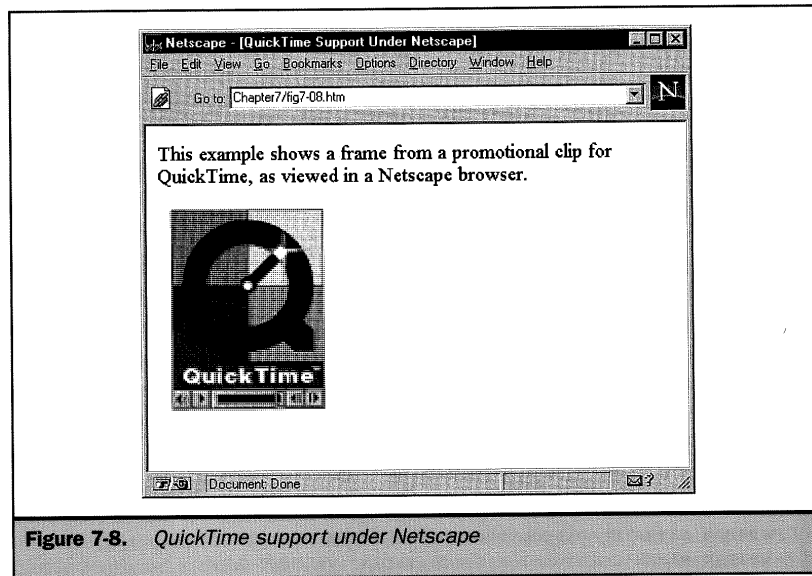 Netscape - [QuickTime Support Under Netscape]
File Edit View Go Bookmarks Options Directory Window Help
Go to: Chapter7/fig7-08.htm
N
This example shows a frame from a promotional clip for
QuickTime, as viewed in a Netscape browser.
QuickTime™
Document: Done
?
Figure 7-8. QuickTime support under Netscape